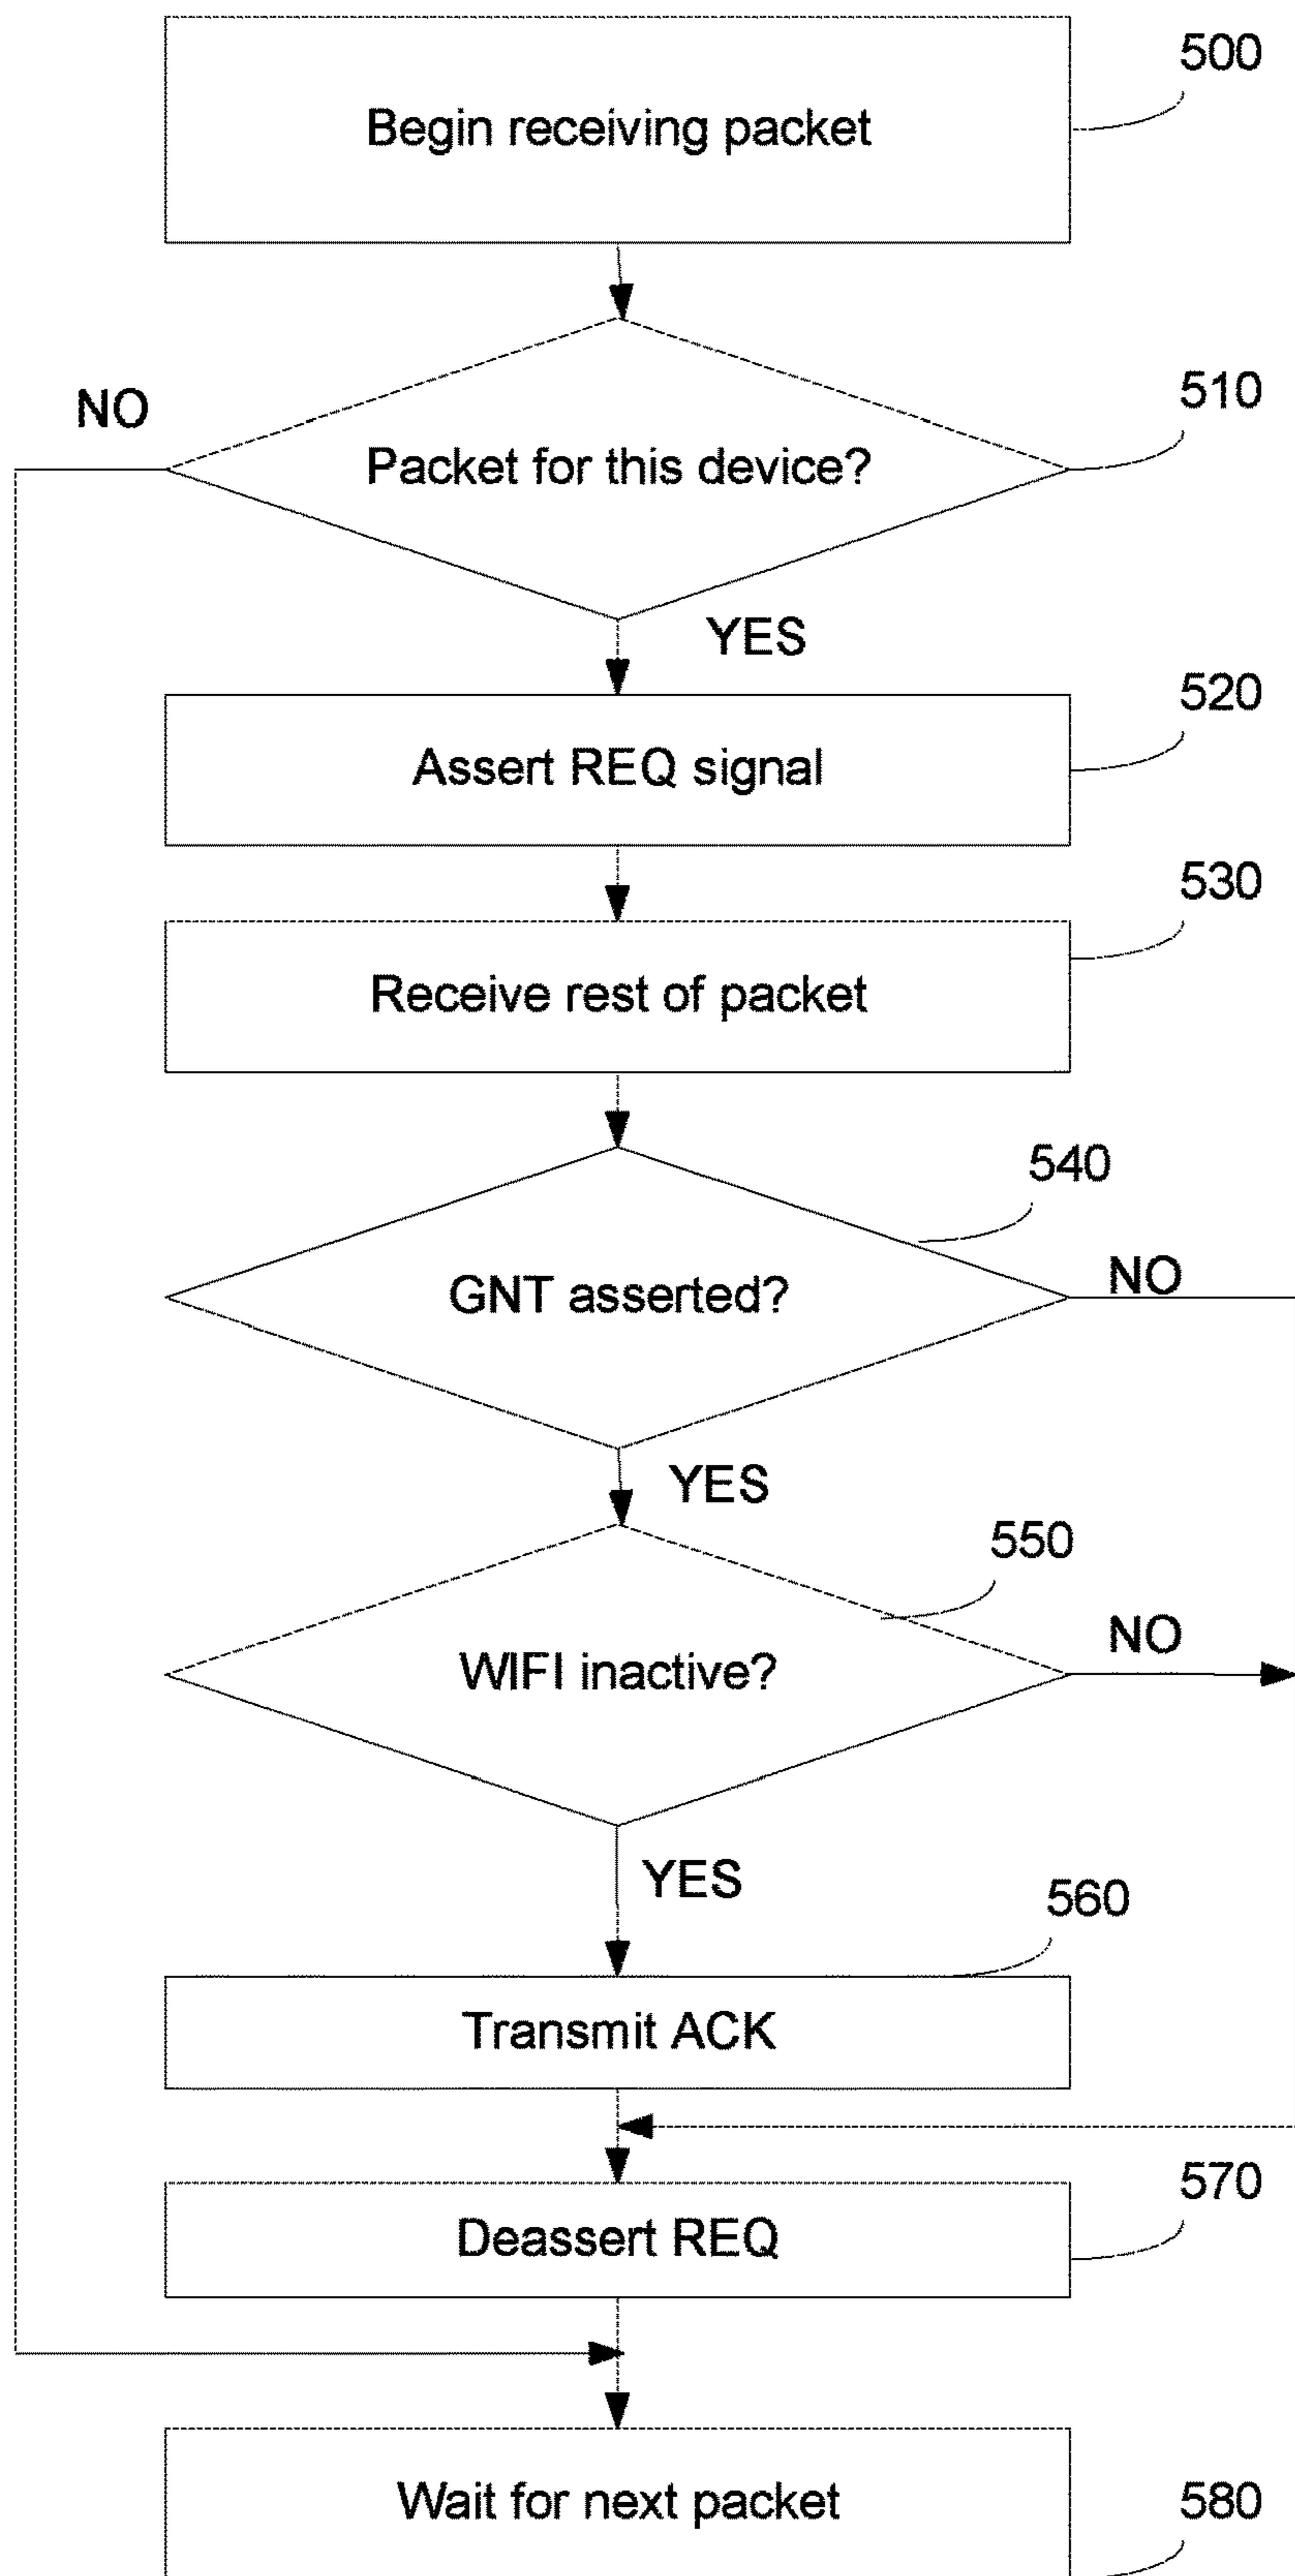 500
Begin receiving packet
NO
510
Packet for this device?
YES
520
Assert REQ signal
530
Receive rest of packet
540
GNT asserted?
NO
YES
550
WIFI inactive?
NO
YES
560
Transmit ACK
570
Deassert REQ
Wait for next packet
580